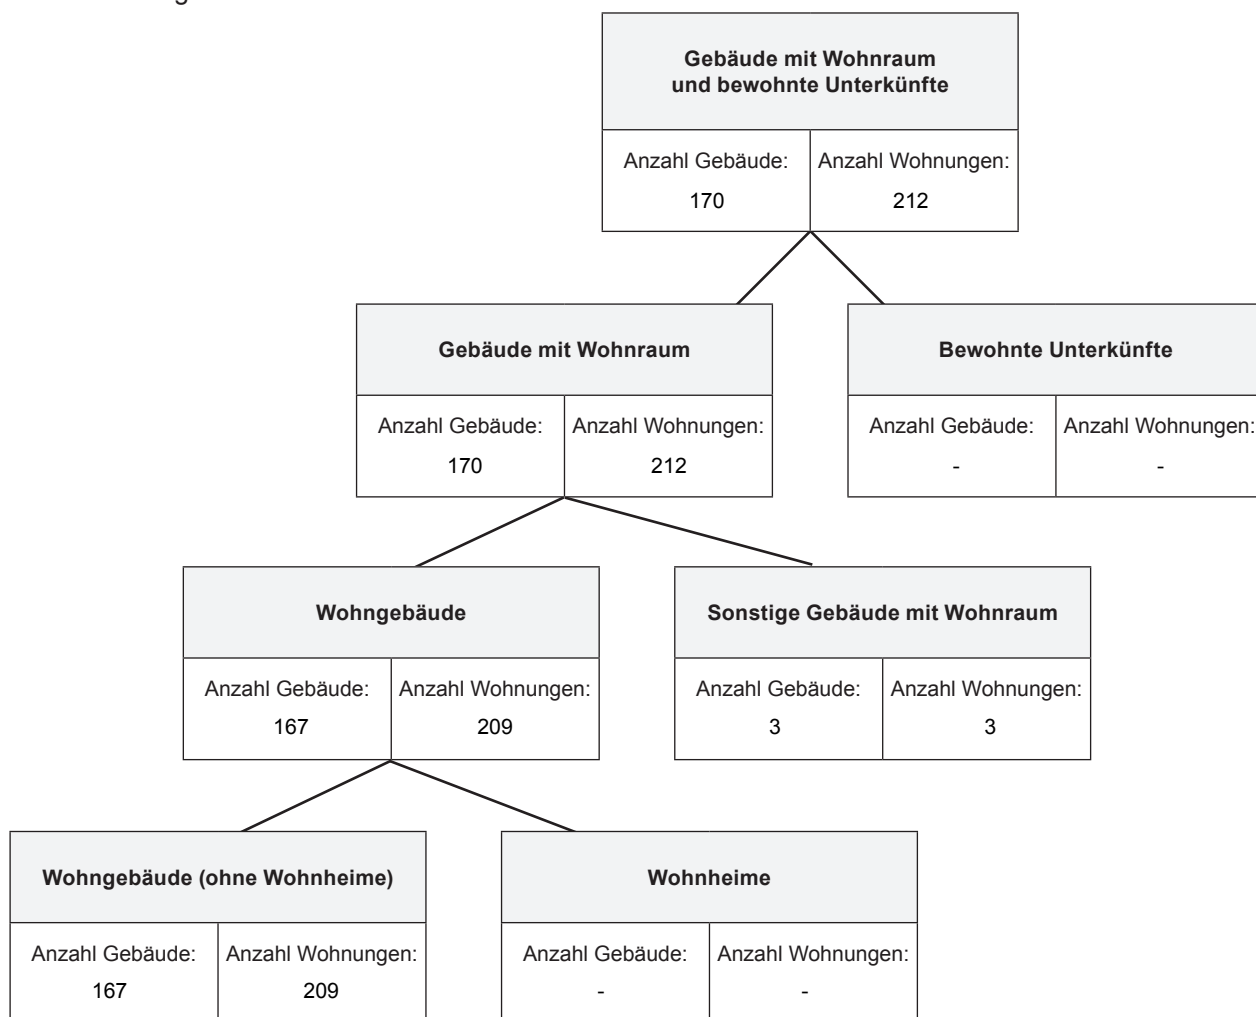 Gebäude mit Wohnraum
und bewohnte Unterkünfte
Anzahl Gebäude: Anzahl Wohnungen:
170 212
Gebäude mit Wohnraum
Bewohnte Unterkünfte
Anzahl Gebäude: Anzahl Wohnungen:
170 212
Anzahl Gebäude: Anzahl Wohnungen:
- -
Wohngebäude
Sonstige Gebäude mit Wohnraum
Anzahl Gebäude: Anzahl Wohnungen:
167 209
Anzahl Gebäude: Anzahl Wohnungen:
3 3
Wohngebäude (ohne Wohnheime)
Wohnheime
Anzahl Gebäude: Anzahl Wohnungen:
167 209
Anzahl Gebäude: Anzahl Wohnungen:
- -